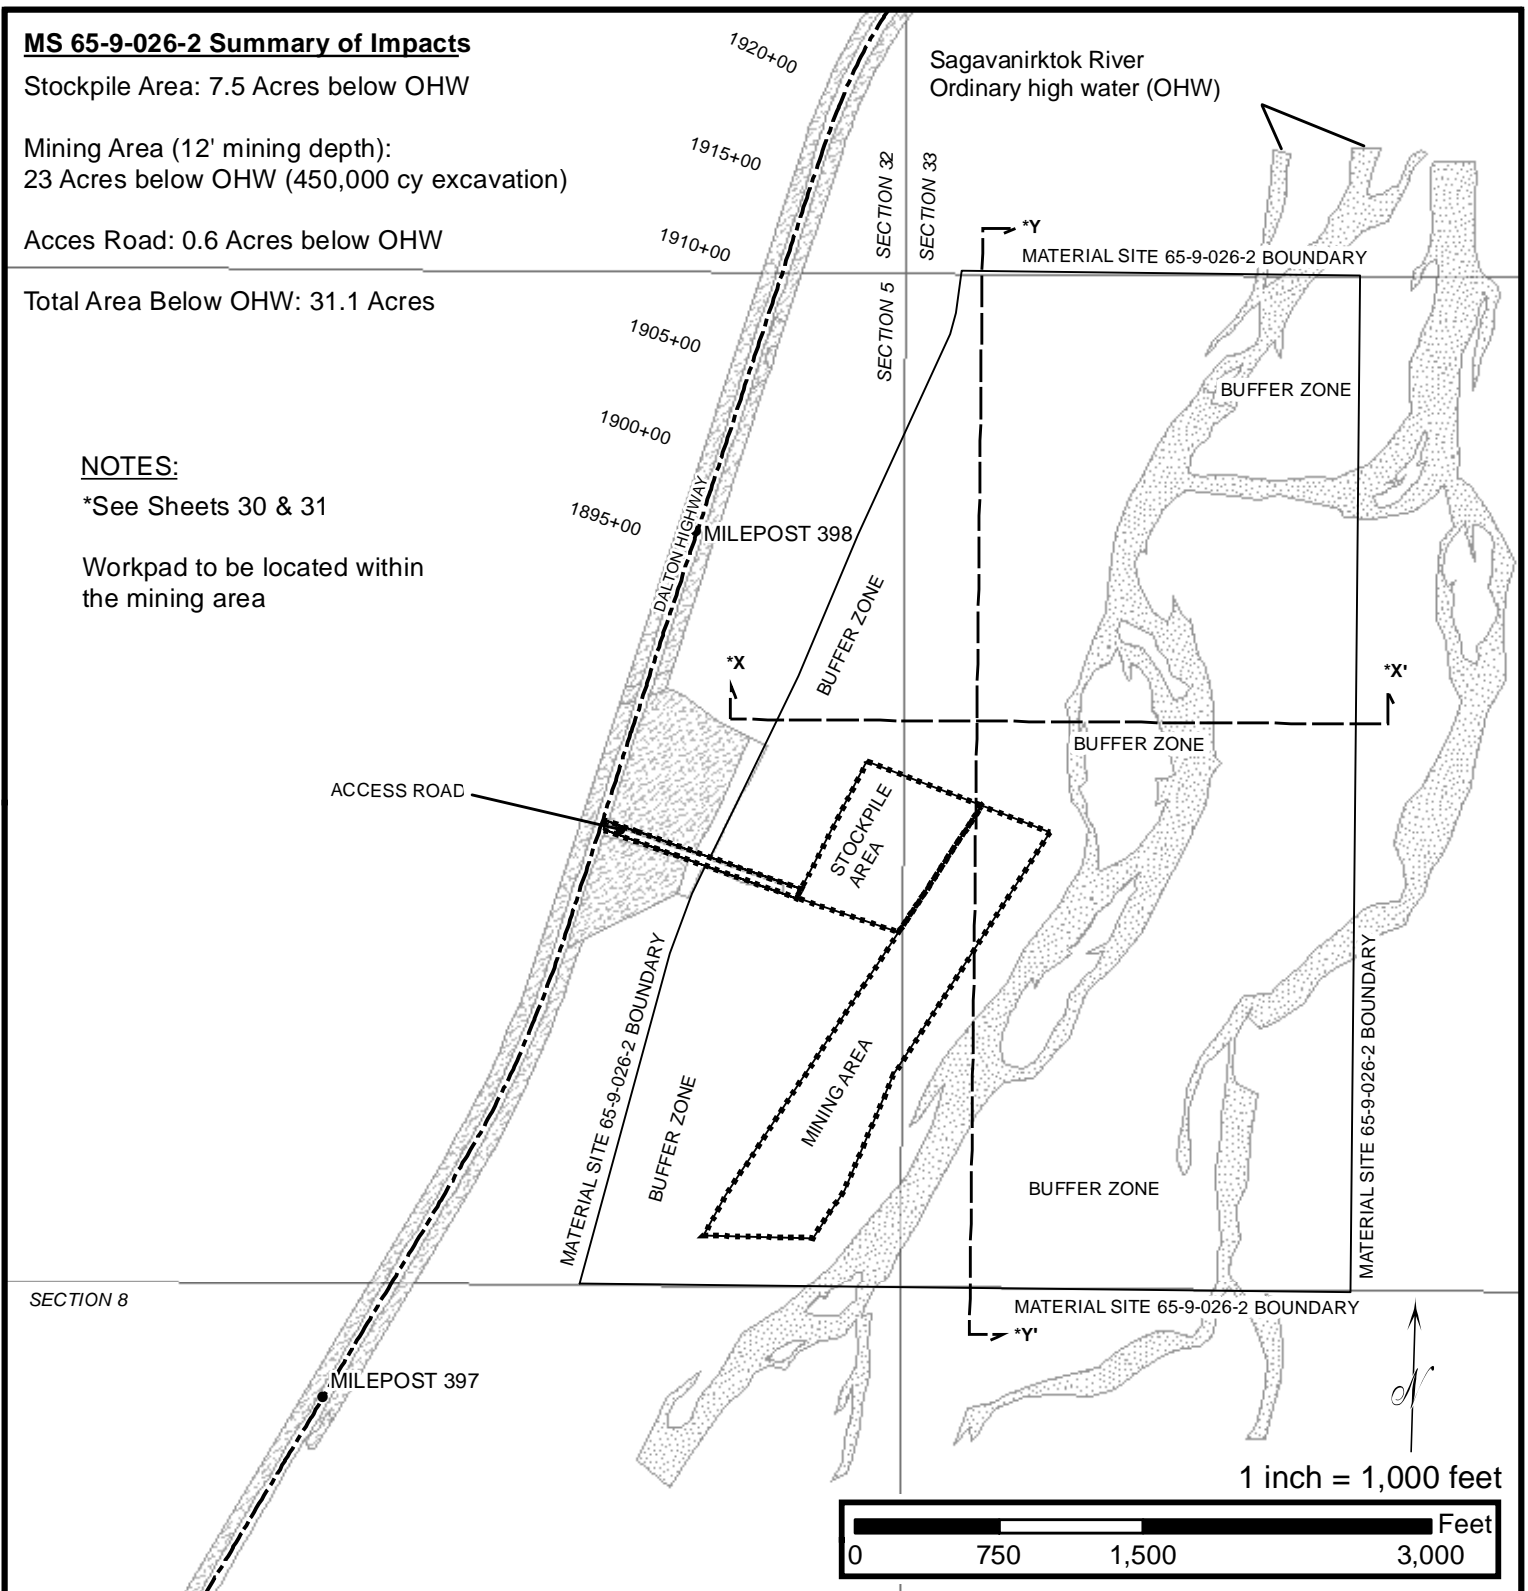 MS 65-9-026-2 Summary of Impacts
Stockpile Area: 7.5 Acres below OHW
Mining Area (12' mining depth):
23 Acres below OHW (450,000 cy excavation)
Acces Road: 0.6 Acres below OHW
Total Area Below OHW: 31.1 Acres
NOTES:
*See Sheets 30 & 31
Workpad to be located within
the mining area
1920+00
1915+00
1910+00
1905+00
1900+00
1895+00
Sagavanirktok River
Ordinary high water (OHW)
SECTION 32
SECTION 33
SECTION 5
*Y
MATERIAL SITE 65-9-026-2 BOUNDARY
BUFFER ZONE
DALTON HIGHWAY
MILEPOST 398
BUFFER ZONE
*X
*X'
BUFFER ZONE
ACCESS ROAD
STOCKPILE
AREA
MATERIAL SITE 65-9-026-2 BOUNDARY
BUFFER ZONE
MINING AREA
BUFFER ZONE
MATERIAL SITE 65-9-026-2 BOUNDARY
SECTION 8
MATERIAL SITE 65-9-026-2 BOUNDARY
*Y'
MILEPOST 397
N
1 inch = 1,000 feet
Feet
0 750 1,500 3,000